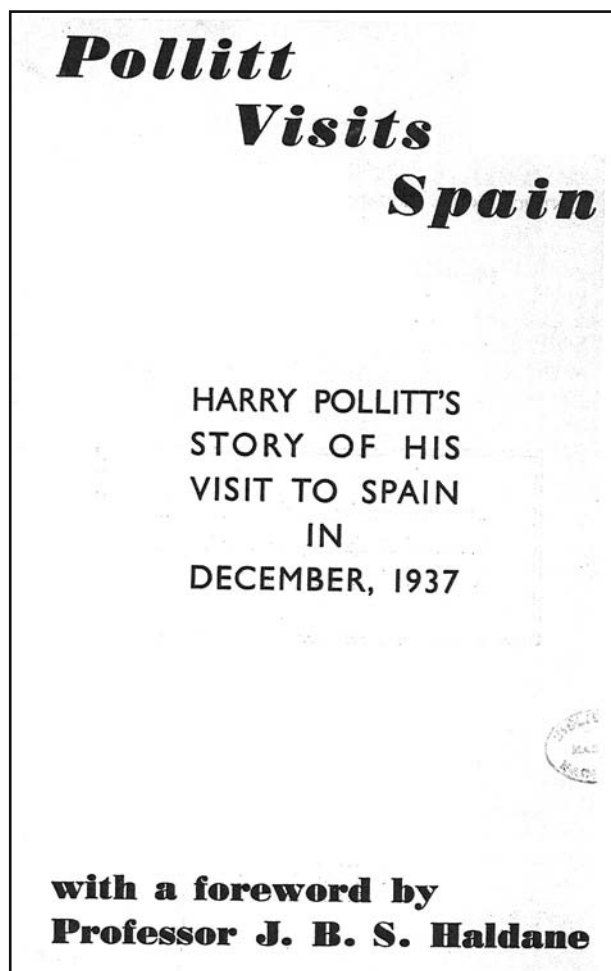 Pollitt
Visits
Spain
HARRY POLLITT'S
STORY OF HIS
VISIT TO SPAIN
IN
DECEMBER, 1937
with a foreword by
Professor J. B. S. Haldane